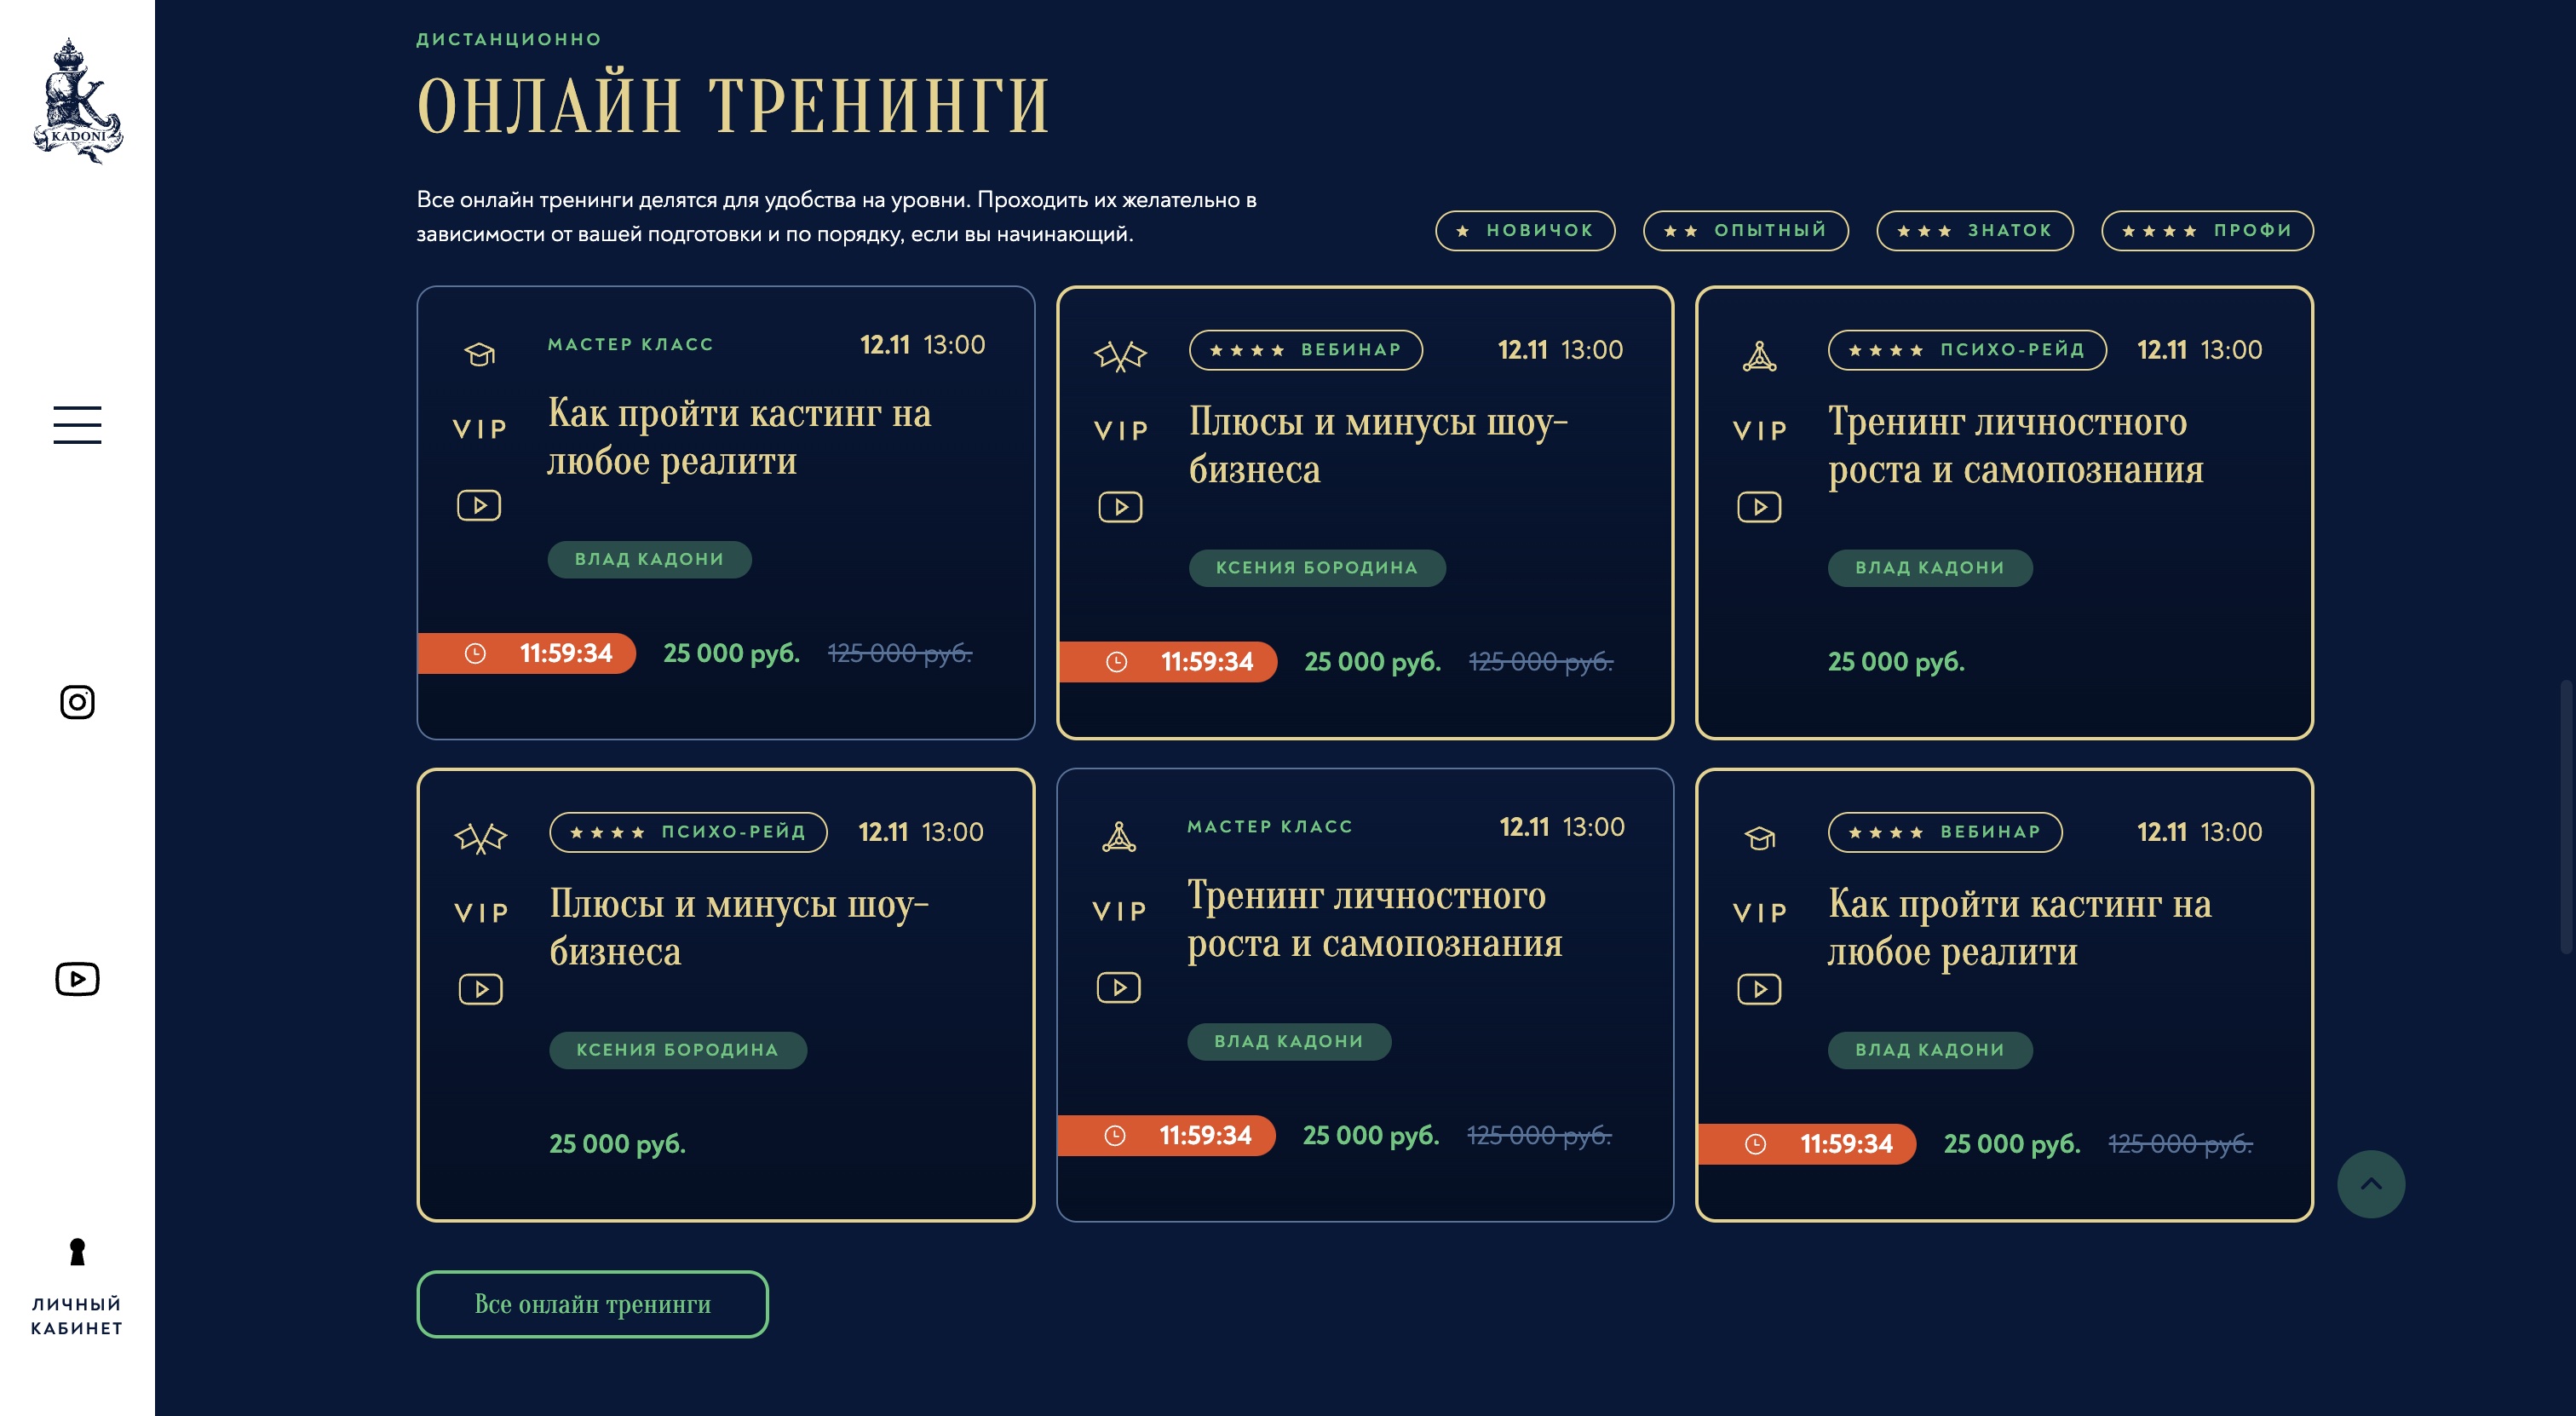 KADONI
ЛИЧНЫЙ
КАБИНЕТ
ДИСТАНЦИОННО
ОНЛАЙН ТРЕНИНГИ
Все онлайн тренинги делятся для удобства на уровни. Проходить их желательно в
зависимости от вашей подготовки и по порядку, если вы начинающий.
★ НОВИЧОК
★★ ОПЫТНЫЙ
★★★ ЗНАТОК
★★★★ ПРОФИ
МАСТЕР КЛАСС 12.11 13:00
VIP
Как пройти кастинг на
любое реалити
ВЛАД КАДОНИ
11:59:34 25 000 руб. 125 000 руб.
★★★★ ВЕБИНАР 12.11 13:00
VIP
Плюсы и минусы шоу-
бизнеса
КСЕНИЯ БОРОДИНА
11:59:34 25 000 руб. 125 000 руб.
★★★★ ПСИХО-РЕЙД 12.11 13:00
VIP
Тренинг личностного
роста и самопознания
ВЛАД КАДОНИ
25 000 руб.
★★★★ ПСИХО-РЕЙД 12.11 13:00
VIP
Плюсы и минусы шоу-
бизнеса
КСЕНИЯ БОРОДИНА
25 000 руб.
МАСТЕР КЛАСС 12.11 13:00
VIP
Тренинг личностного
роста и самопознания
ВЛАД КАДОНИ
11:59:34 25 000 руб. 125 000 руб.
★★★★ ВЕБИНАР 12.11 13:00
VIP
Как пройти кастинг на
любое реалити
ВЛАД КАДОНИ
11:59:34 25 000 руб. 125 000 руб.
Все онлайн тренинги